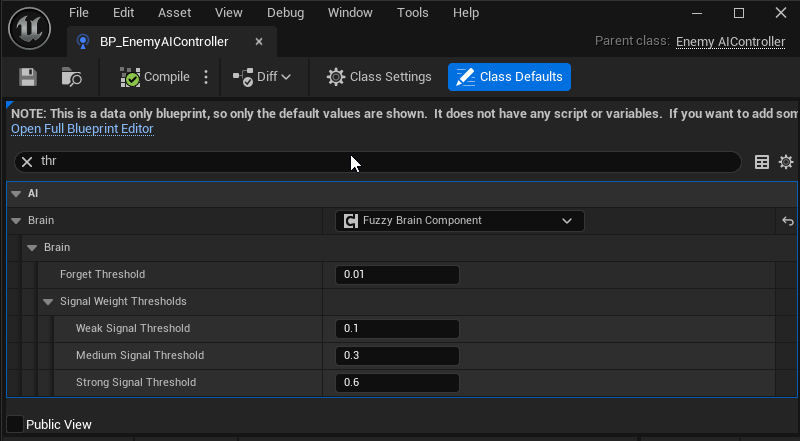 File Edit Asset View Debug Window Tools Help
BP_EnemyAIController
Parent class: Enemy AIController
Compile Diff Class Settings Class Defaults
NOTE: This is a data only blueprint, so only the default values are shown. It does not have any script or variables. If you want to add som
Open Full Blueprint Editor
thr
AI
Brain Fuzzy Brain Component
Brain
Forget Threshold 0.01
Signal Weight Thresholds
Weak Signal Threshold 0.1
Medium Signal Threshold 0.3
Strong Signal Threshold 0.6
Public View